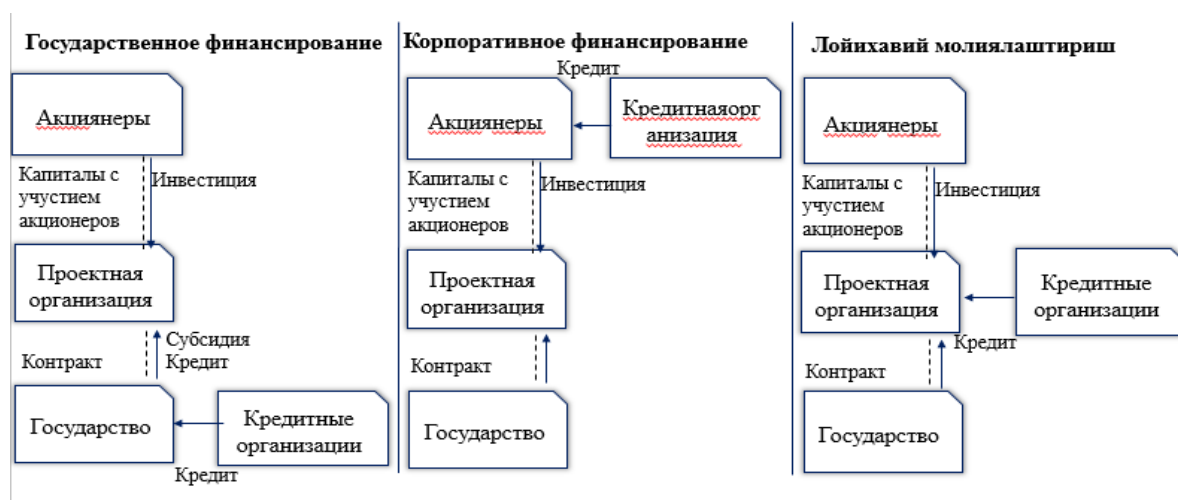 Государственное финансирование
Акциянеры
Капиталы с
учустием
акционеров
Инвестиция
Проектная
организация
Субсидия
Контракт
Кредит
Государство
Кредитные
организации
Кредит
Корпоративное финансирование
Кредит
Акциянеры
Кредитнаяорг
анизация
Капиталы с
учустием
акционеров
Инвестиция
Проектная
организация
Контракт
Государство
Лойихавий молиялаштириш
Акциянеры
Капиталы с
учустием
акционеров
Инвестиция
Проектная
организация
Кредитные
организации
Кредит
Контракт
Государство